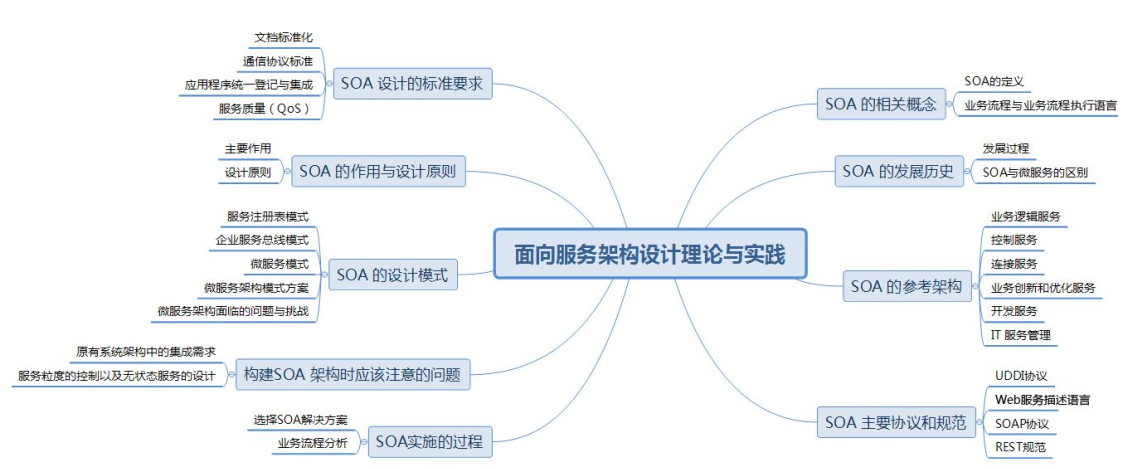 面向服务架构设计理论与实践
SOA 的相关概念
SOA的定义
业务流程与业务流程执行语言
SOA 的发展历史
发展过程
SOA与微服务的区别
SOA 的参考架构
业务逻辑服务
控制服务
连接服务
业务创新和优化服务
开发服务
IT 服务管理
SOA 主要协议和规范
UDDI协议
Web服务描述语言
SOAP协议
REST规范
SOA 设计的标准要求
文档标准化
通信协议标准
应用程序统一登记与集成
服务质量（QoS）
SOA 的作用与设计原则
主要作用
设计原则
SOA 的设计模式
服务注册表模式
企业服务总线模式
微服务模式
微服务架构模式方案
微服务架构面临的问题与挑战
构建SOA 架构时应该注意的问题
原有系统架构中的集成需求
服务粒度的控制以及无状态服务的设计
SOA实施的过程
选择SOA解决方案
业务流程分析